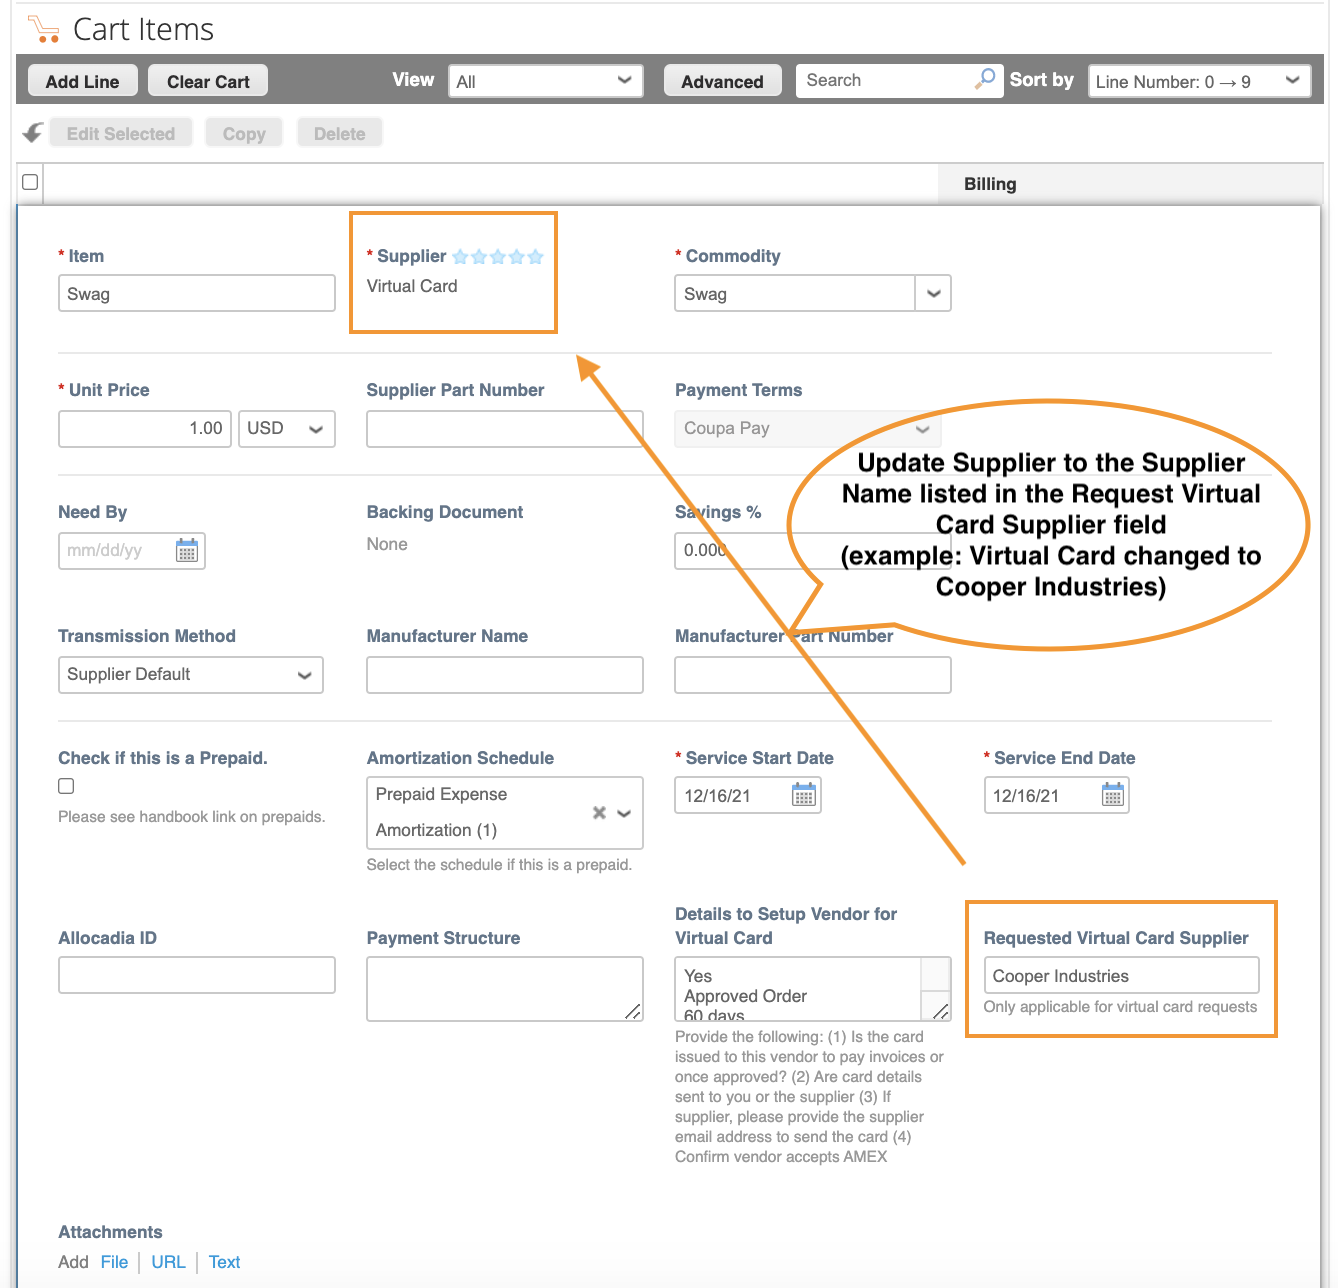 Cart Items
Add Line Clear Cart View All Advanced Search Sort by Line Number: 0 → 9
Edit Selected Copy Delete
Billing
* Item
Swag
* Supplier
Virtual Card
* Commodity
Swag
* Unit Price
1.00 USD
Supplier Part Number
Payment Terms
Coupa Pay
Update Supplier to the Supplier
Name listed in the Request Virtual
Card Supplier field
(example: Virtual Card changed to
Cooper Industries)
Need By
mm/dd/yy
Backing Document
None
Savings %
0.000
Transmission Method
Supplier Default
Manufacturer Name
Manufacturer Part Number
Check if this is a Prepaid.
Please see handbook link on prepaids.
Amortization Schedule
Prepaid Expense
Amortization (1)
Select the schedule if this is a prepaid.
* Service Start Date
12/16/21
* Service End Date
12/16/21
Allocadia ID
Payment Structure
Details to Setup Vendor for
Virtual Card
Yes
Approved Order
60 days
Provide the following: (1) Is the card
issued to this vendor to pay invoices or
once approved? (2) Are card details
sent to you or the supplier (3) If
supplier, please provide the supplier
email address to send the card (4)
Confirm vendor accepts AMEX
Requested Virtual Card Supplier
Cooper Industries
Only applicable for virtual card requests
Attachments
Add File | URL | Text